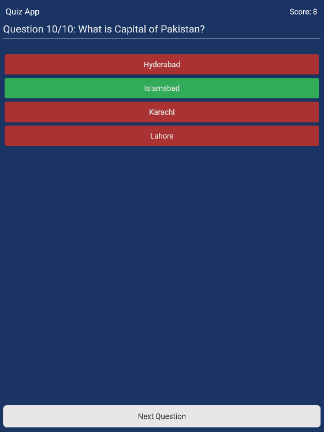 Quiz App Score: 8
Question 10/10: What is Capital of Pakistan?
Hyderabad
Islamabad
Karachi
Lahore
Next Question